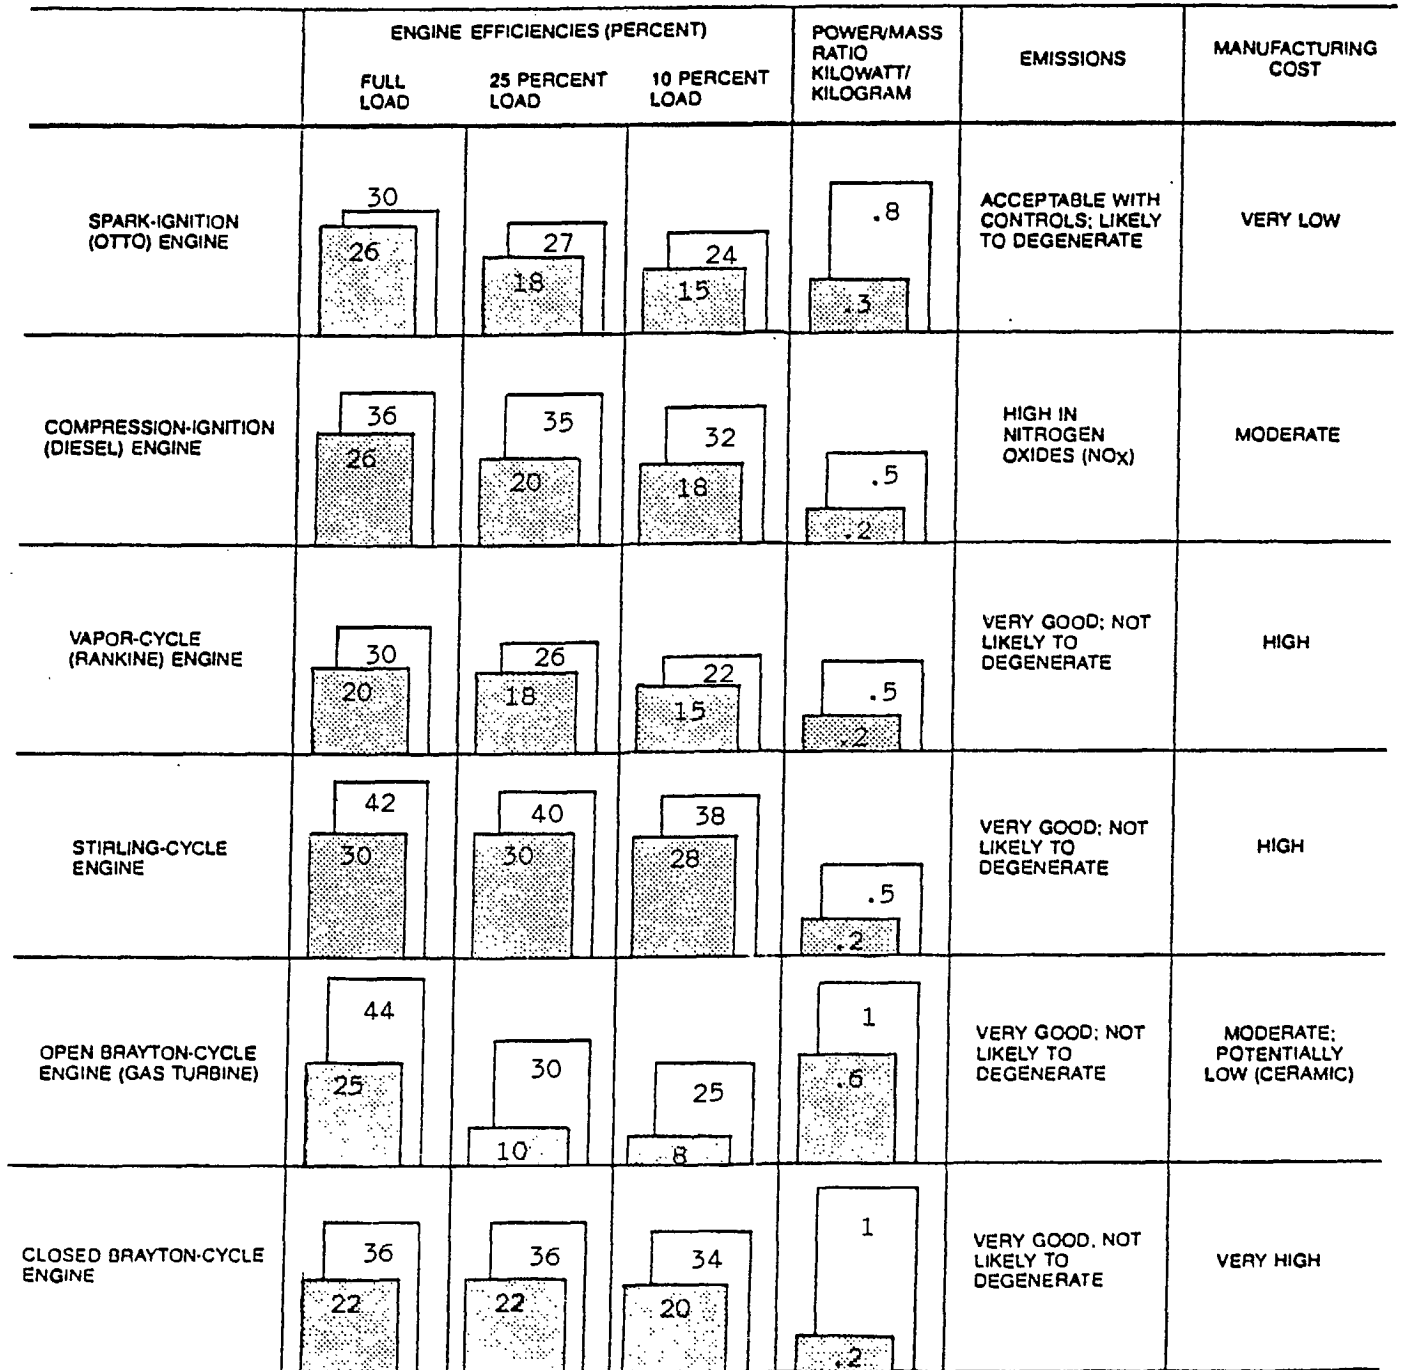 ENGINE EFFICIENCIES (PERCENT)
FULL
LOAD
25 PERCENT
LOAD
10 PERCENT
LOAD
POWER/MASS
RATIO
KILOWATT/
KILOGRAM
EMISSIONS
MANUFACTURING
COST
SPARK-IGNITION
(OTTO) ENGINE
30
26
27
18
24
15
.8
.3
ACCEPTABLE WITH
CONTROLS; LIKELY
TO DEGENERATE
VERY LOW
COMPRESSION-IGNITION
(DIESEL) ENGINE
36
26
35
20
32
18
.5
.2
HIGH IN
NITROGEN
OXIDES (NOX)
MODERATE
VAPOR-CYCLE
(RANKINE) ENGINE
30
20
26
18
22
15
.5
.2
VERY GOOD; NOT
LIKELY TO
DEGENERATE
HIGH
STIRLING-CYCLE
ENGINE
42
30
40
30
38
28
.5
.2
VERY GOOD; NOT
LIKELY TO
DEGENERATE
HIGH
OPEN BRAYTON-CYCLE
ENGINE (GAS TURBINE)
44
25
30
10
25
8
1
.6
VERY GOOD; NOT
LIKELY TO
DEGENERATE
MODERATE;
POTENTIALLY
LOW (CERAMIC)
CLOSED BRAYTON-CYCLE
ENGINE
36
22
36
22
34
20
1
.2
VERY GOOD, NOT
LIKELY TO
DEGENERATE
VERY HIGH